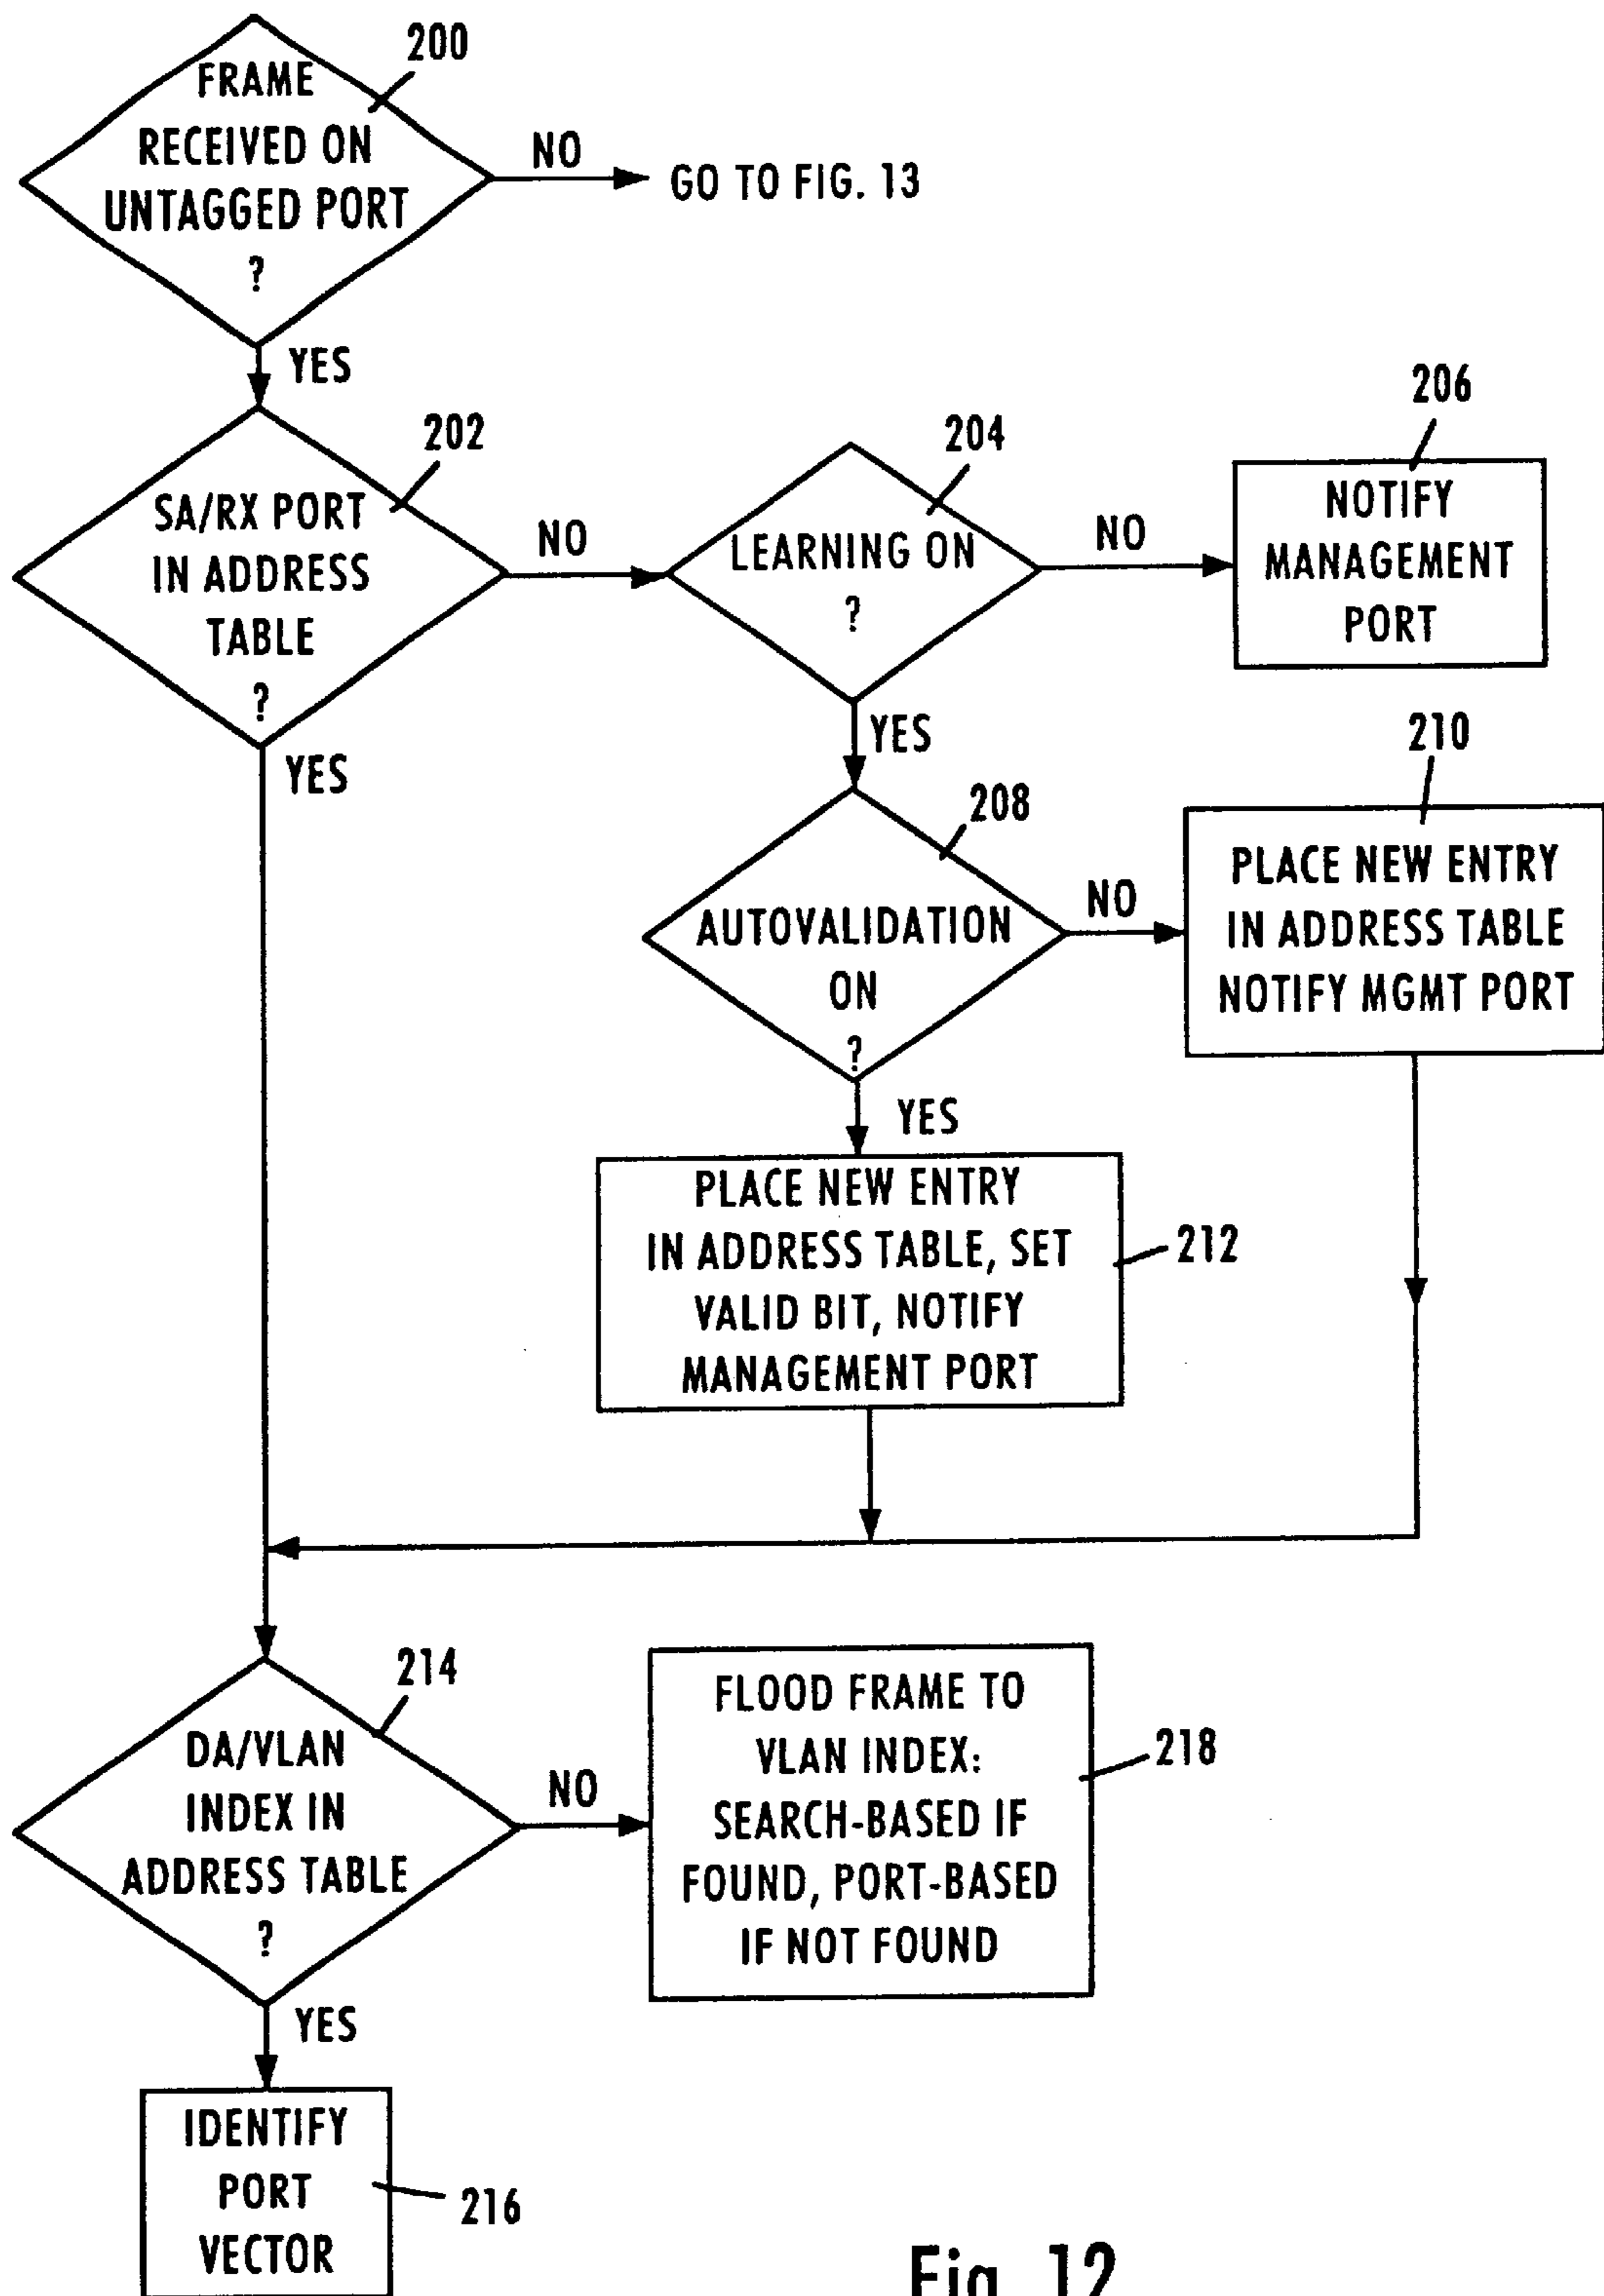 200
FRAME
RECEIVED ON
UNTAGGED PORT
?
NO
GO TO FIG. 13
YES
202
SA/RX PORT
IN ADDRESS
TABLE
?
NO
YES
204
LEARNING ON
?
NO
YES
206
NOTIFY
MANAGEMENT
PORT
208
AUTOVALIDATION
ON
?
NO
YES
210
PLACE NEW ENTRY
IN ADDRESS TABLE
NOTIFY MGMT PORT
PLACE NEW ENTRY
IN ADDRESS TABLE, SET
VALID BIT, NOTIFY
MANAGEMENT PORT
212
214
DA/VLAN
INDEX IN
ADDRESS TABLE
?
NO
YES
FLOOD FRAME TO
VLAN INDEX:
SEARCH-BASED IF
FOUND, PORT-BASED
IF NOT FOUND
218
IDENTIFY
PORT
VECTOR
216
Fig. 12